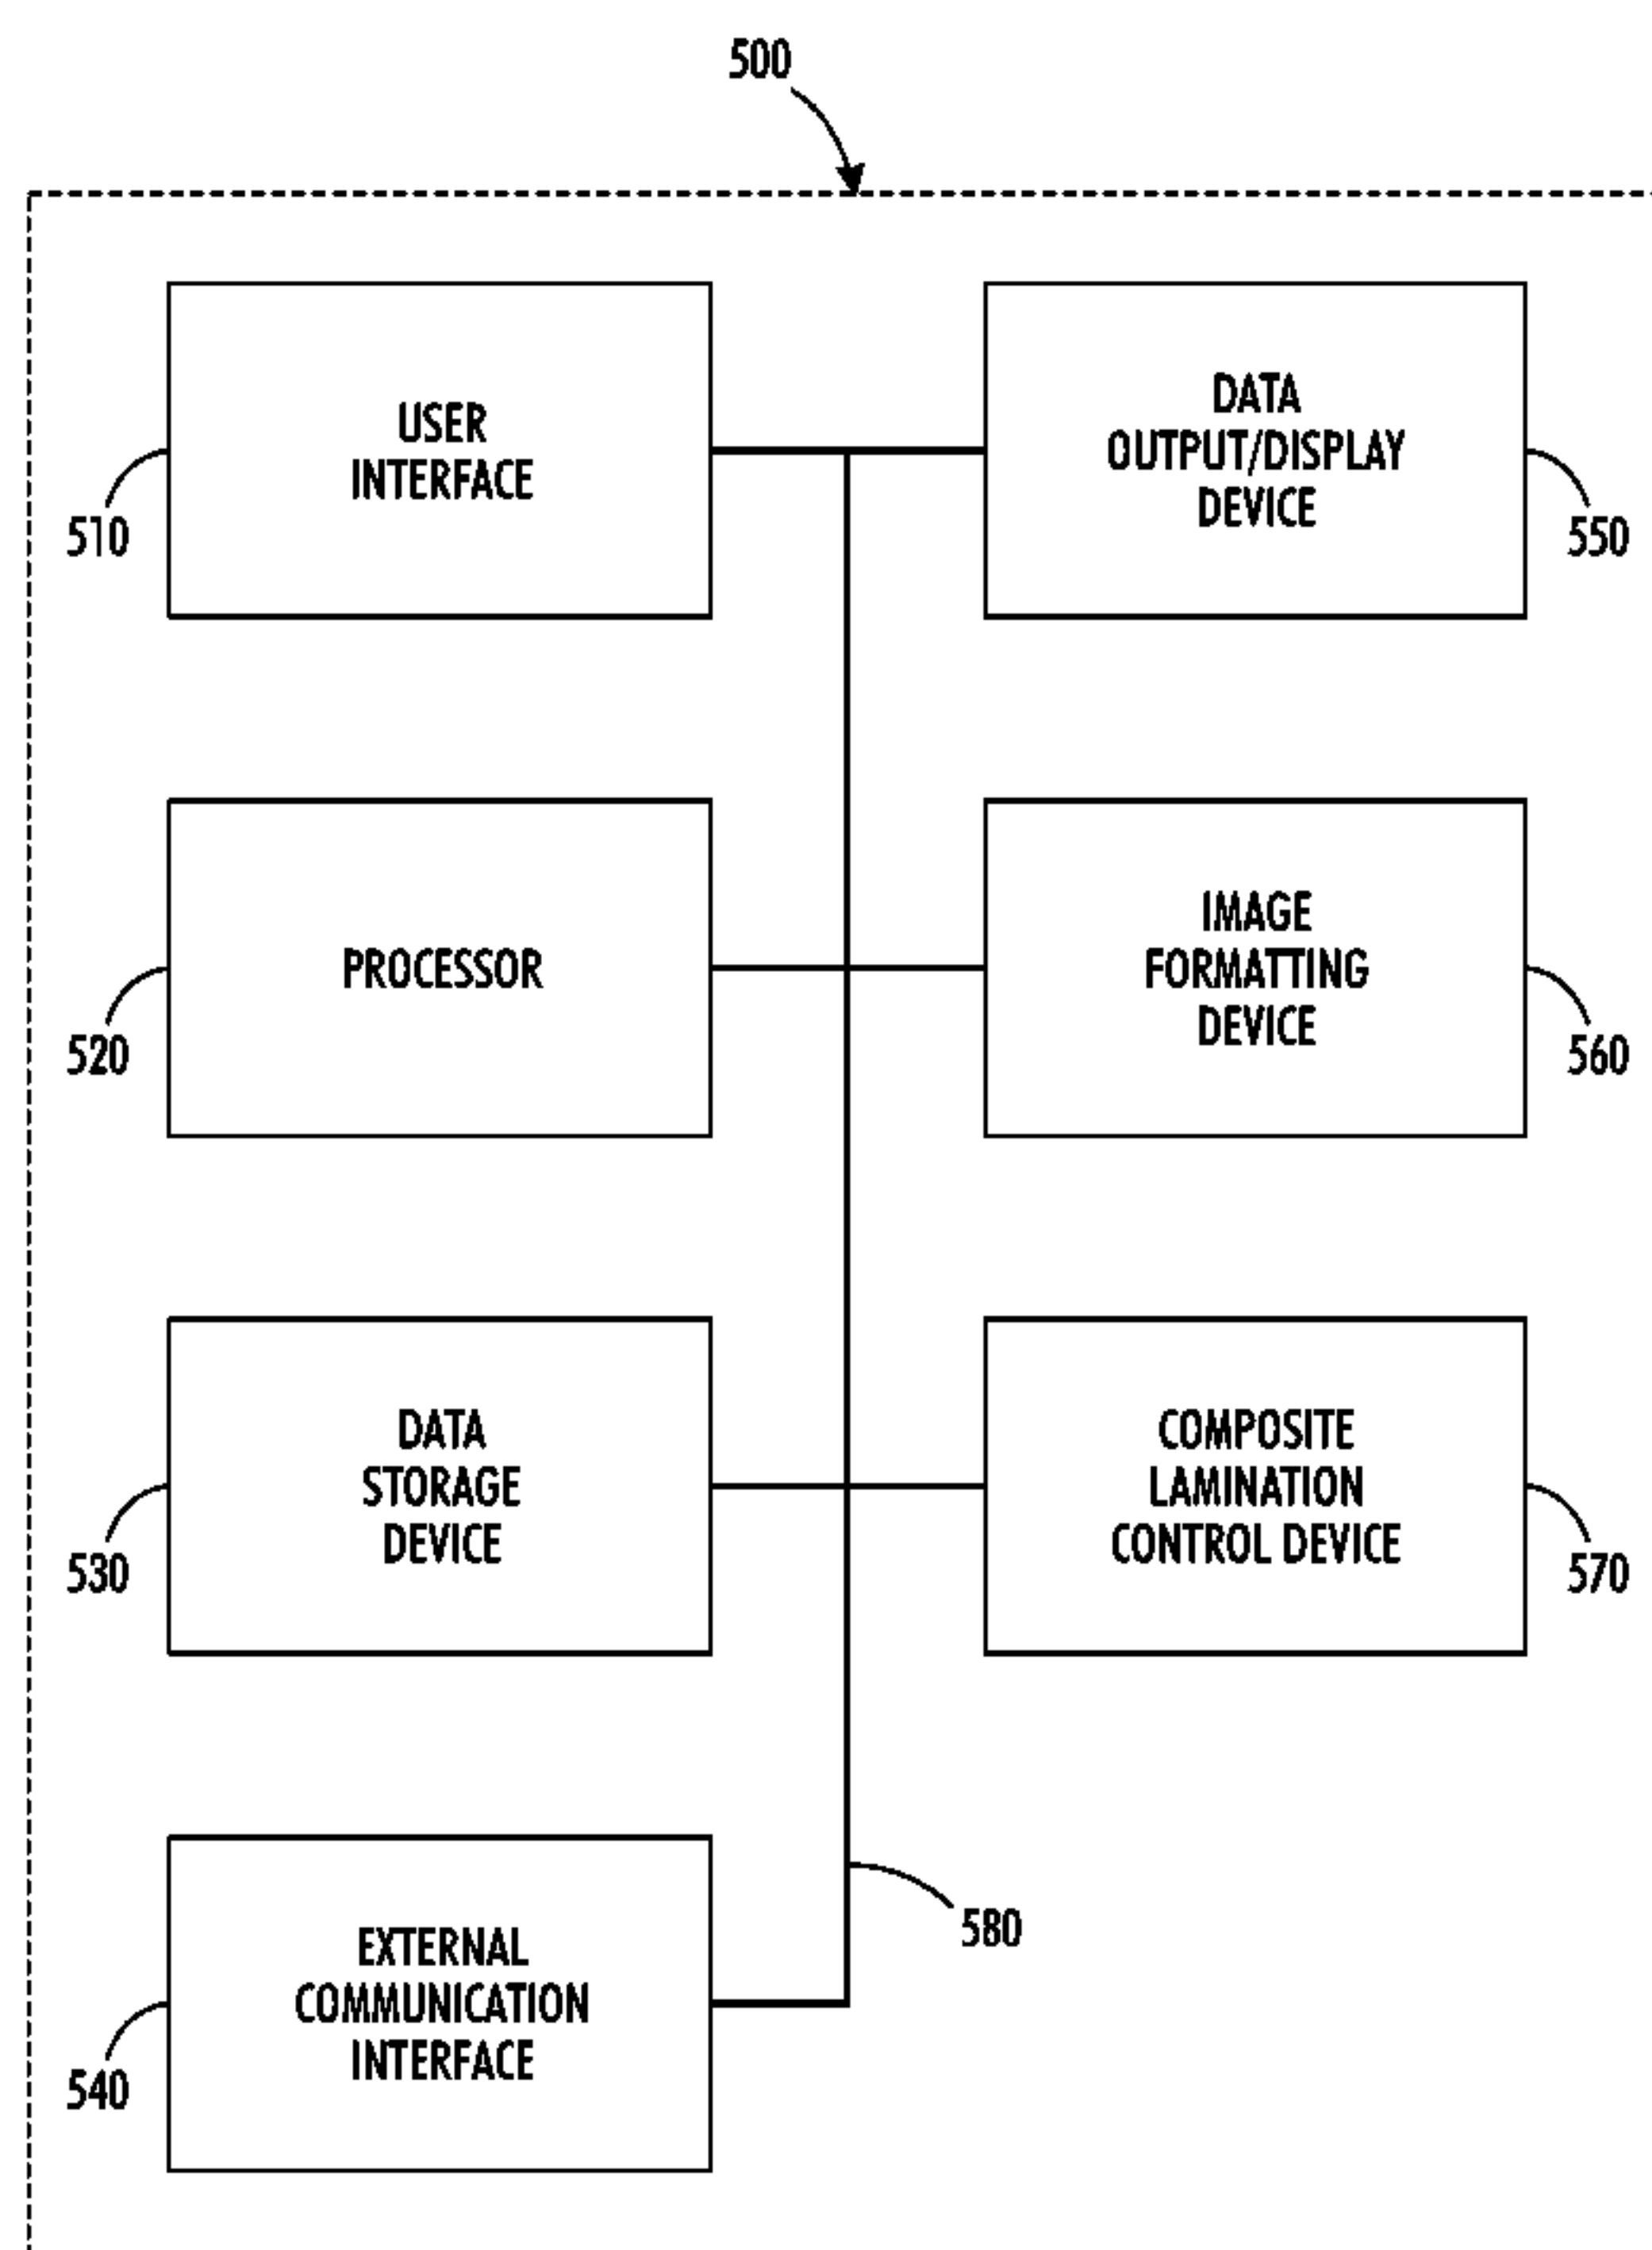 500
USER
INTERFACE
510
DATA
OUTPUT/DISPLAY
DEVICE
550
PROCESSOR
520
IMAGE
FORMATTING
DEVICE
560
DATA
STORAGE
DEVICE
530
COMPOSITE
LAMINATION
CONTROL DEVICE
570
EXTERNAL
COMMUNICATION
INTERFACE
540
580